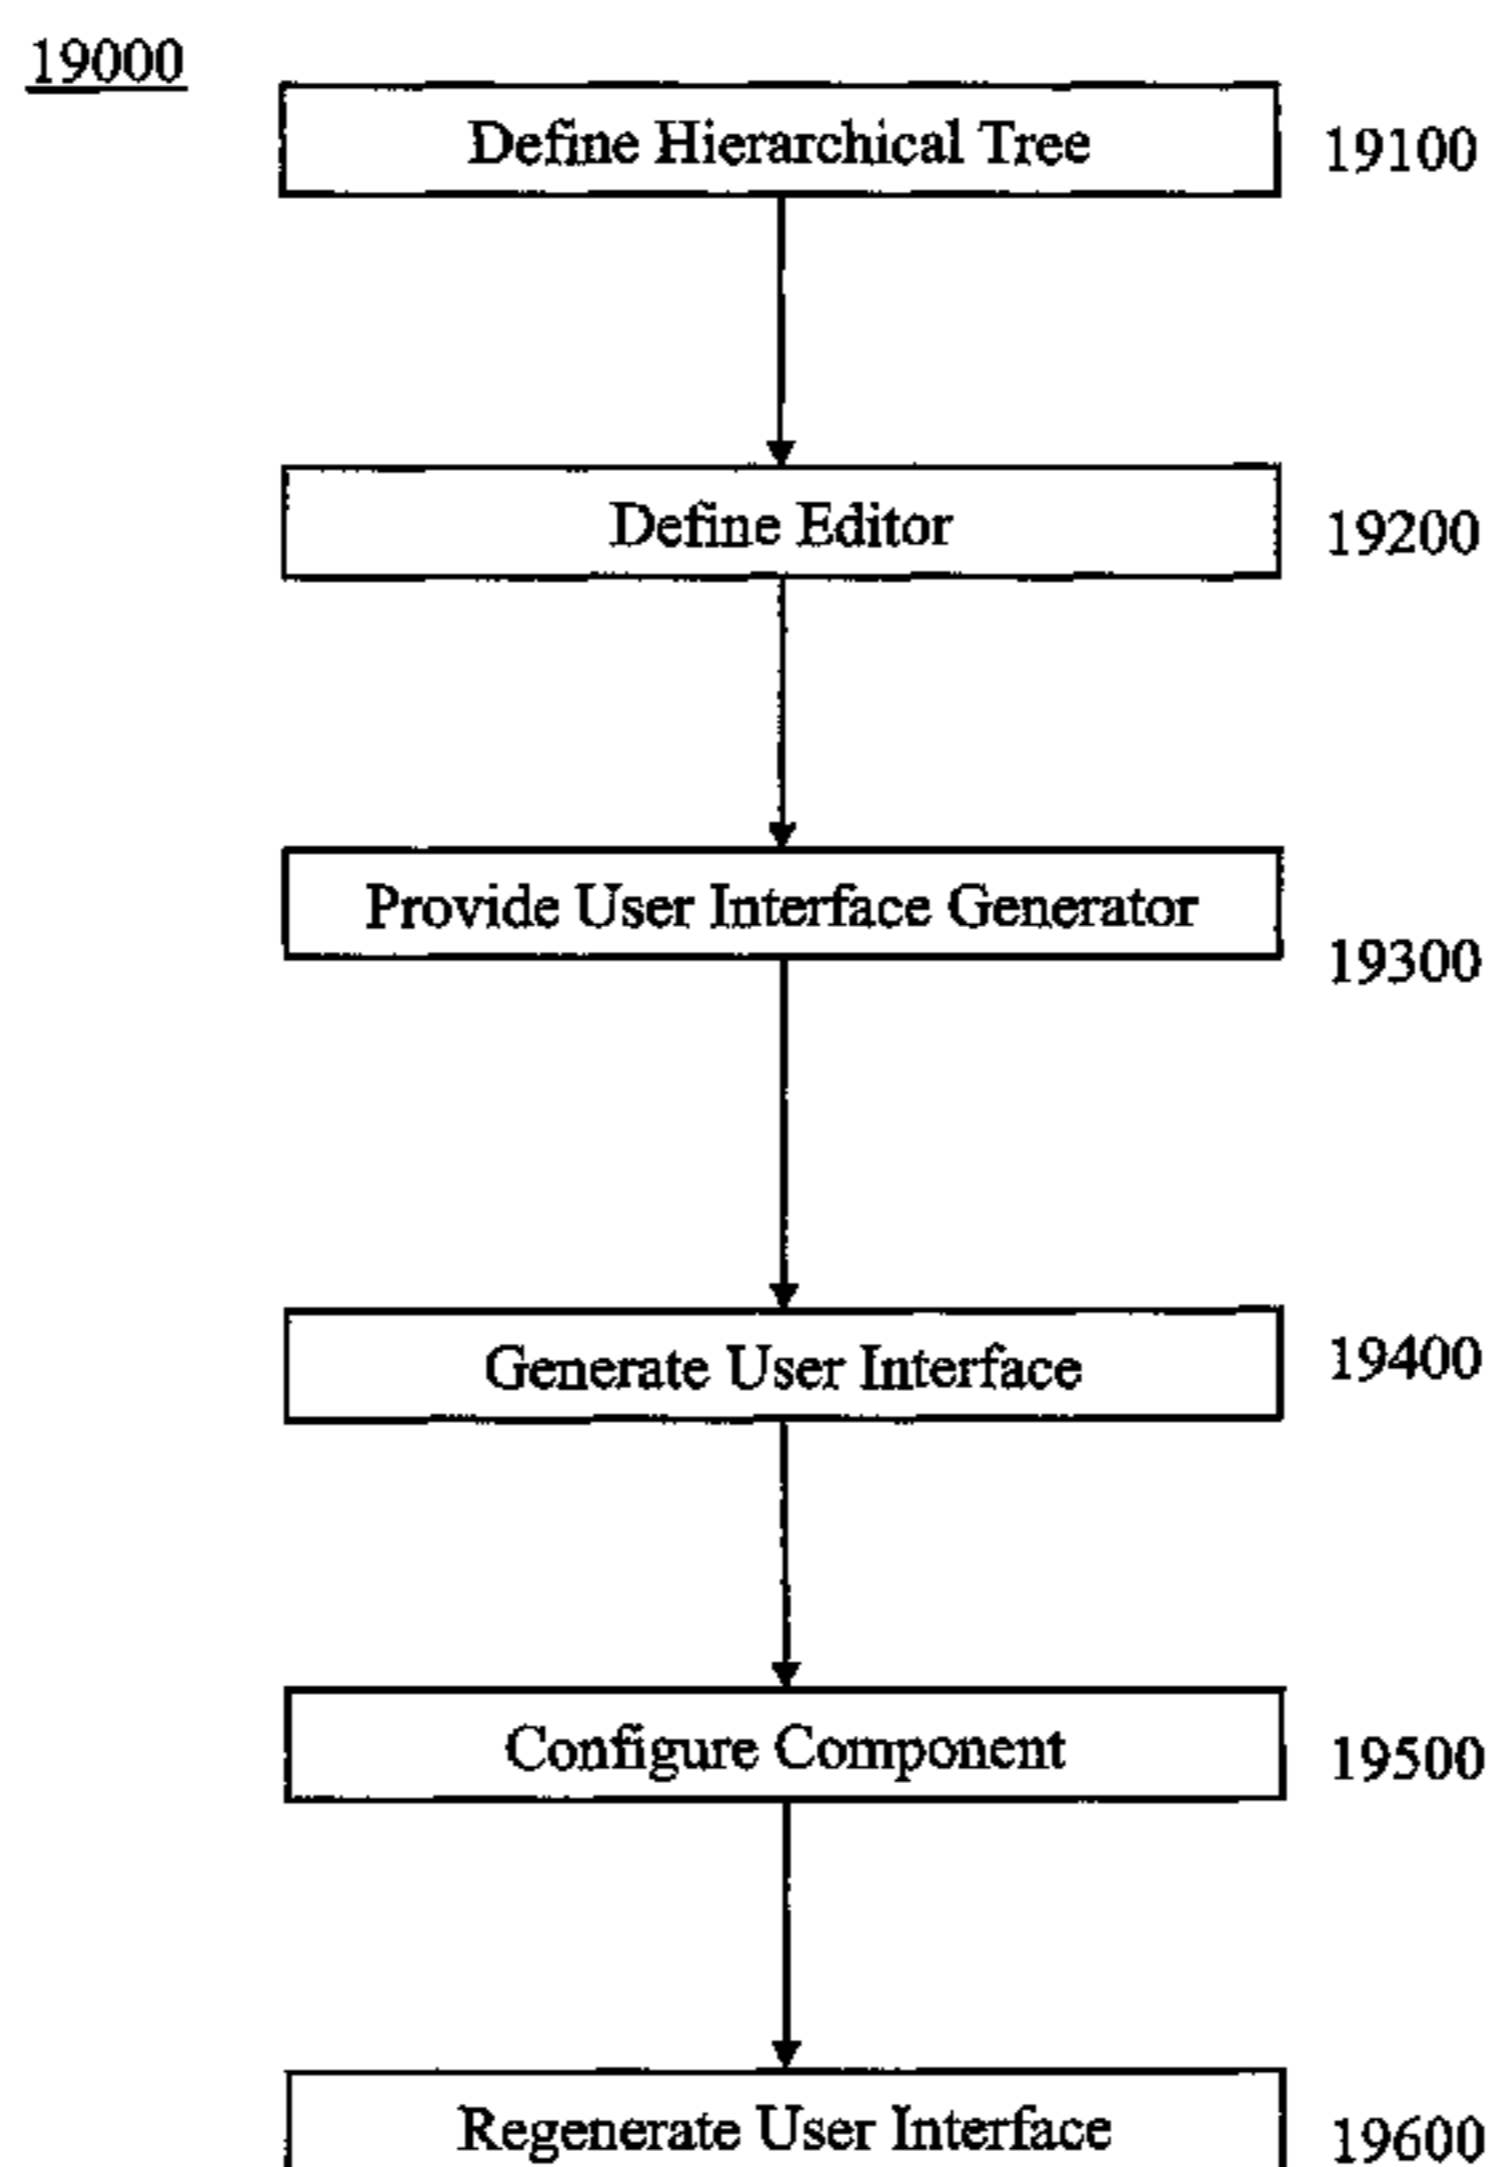 19000
Define Hierarchical Tree 19100
Define Editor 19200
Provide User Interface Generator 19300
Generate User Interface 19400
Configure Component 19500
Regenerate User Interface 19600